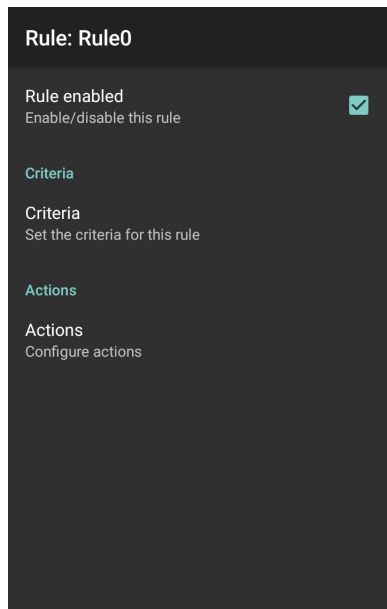 Rule: Rule0
Rule enabled
Enable/disable this rule
Criteria
Criteria
Set the criteria for this rule
Actions
Actions
Configure actions